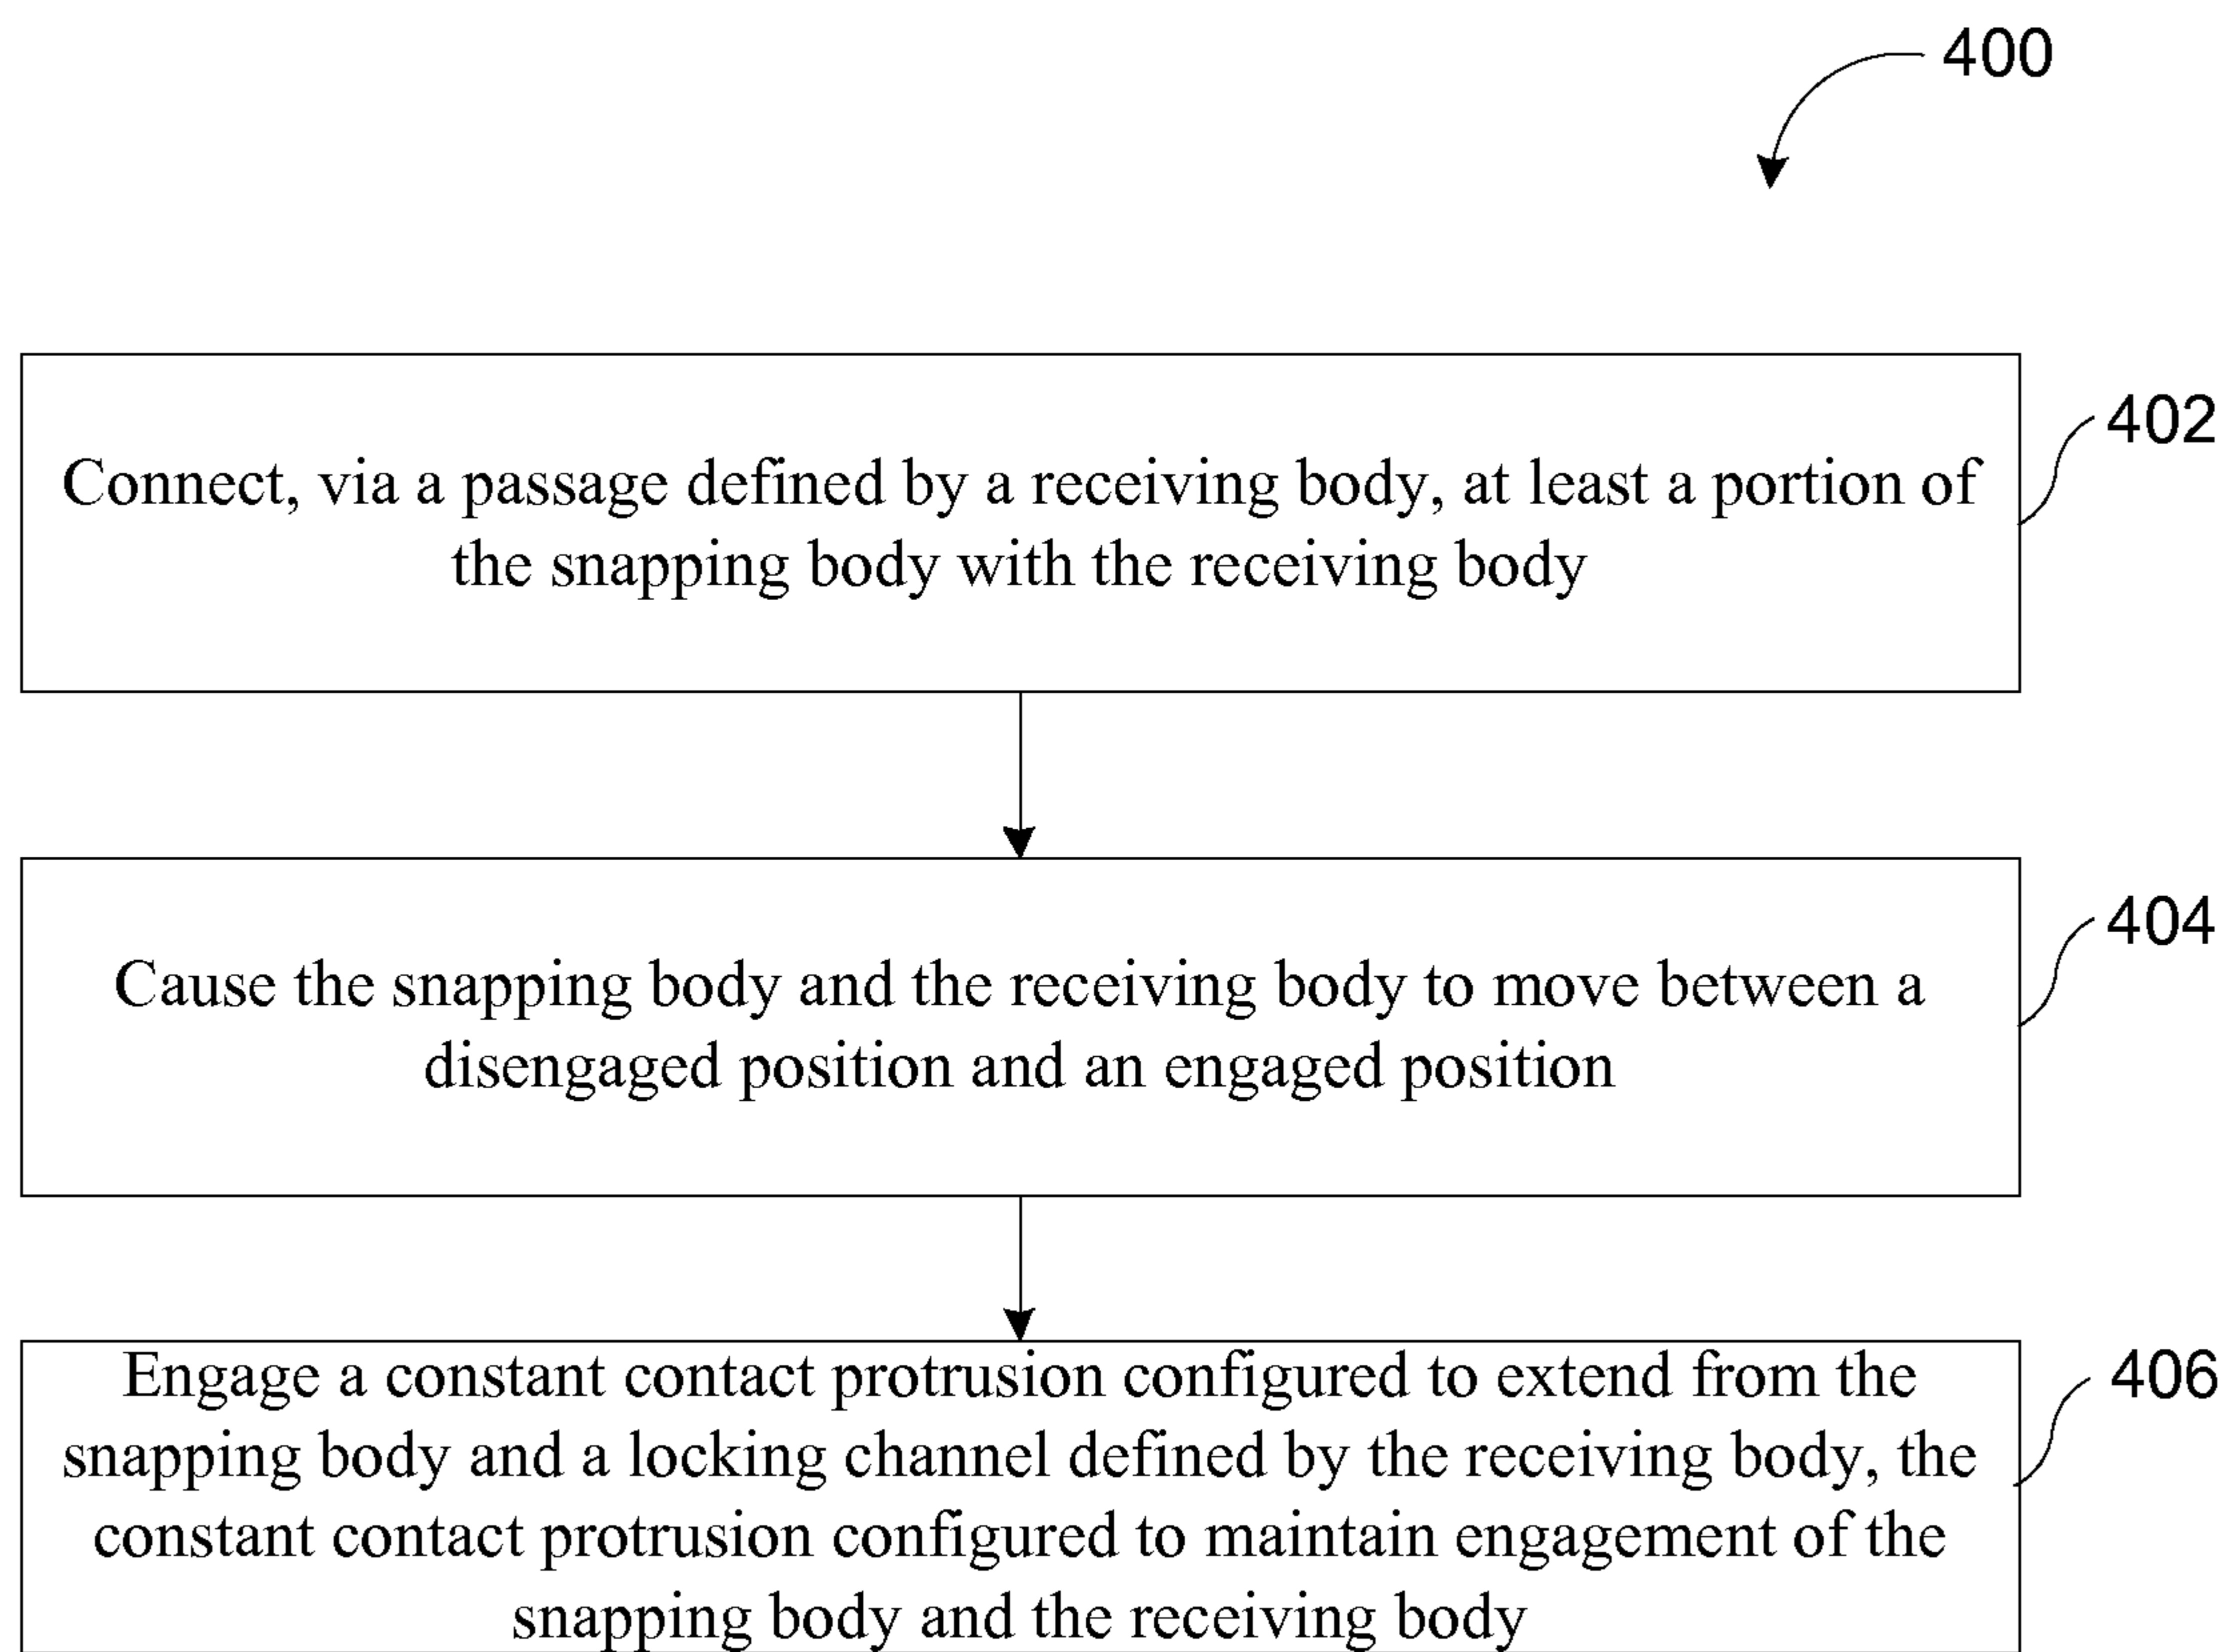 400
402
Connect, via a passage defined by a receiving body, at least a portion of
the snapping body with the receiving body
404
Cause the snapping body and the receiving body to move between a
disengaged position and an engaged position
406
Engage a constant contact protrusion configured to extend from the
snapping body and a locking channel defined by the receiving body, the
constant contact protrusion configured to maintain engagement of the
snapping body and the receiving body